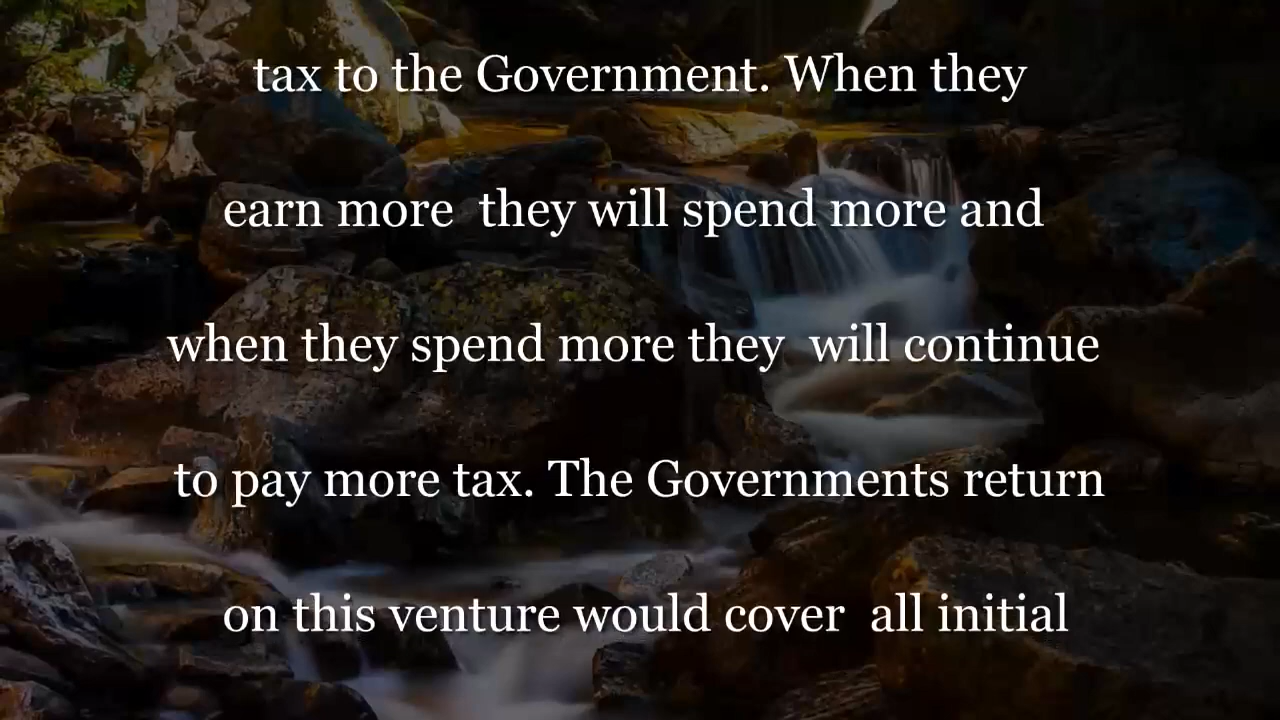 tax to the Government. When they
earn more  they will spend more and
when they spend more they  will continue
to pay more tax. The Governments return
on this venture would cover  all initial